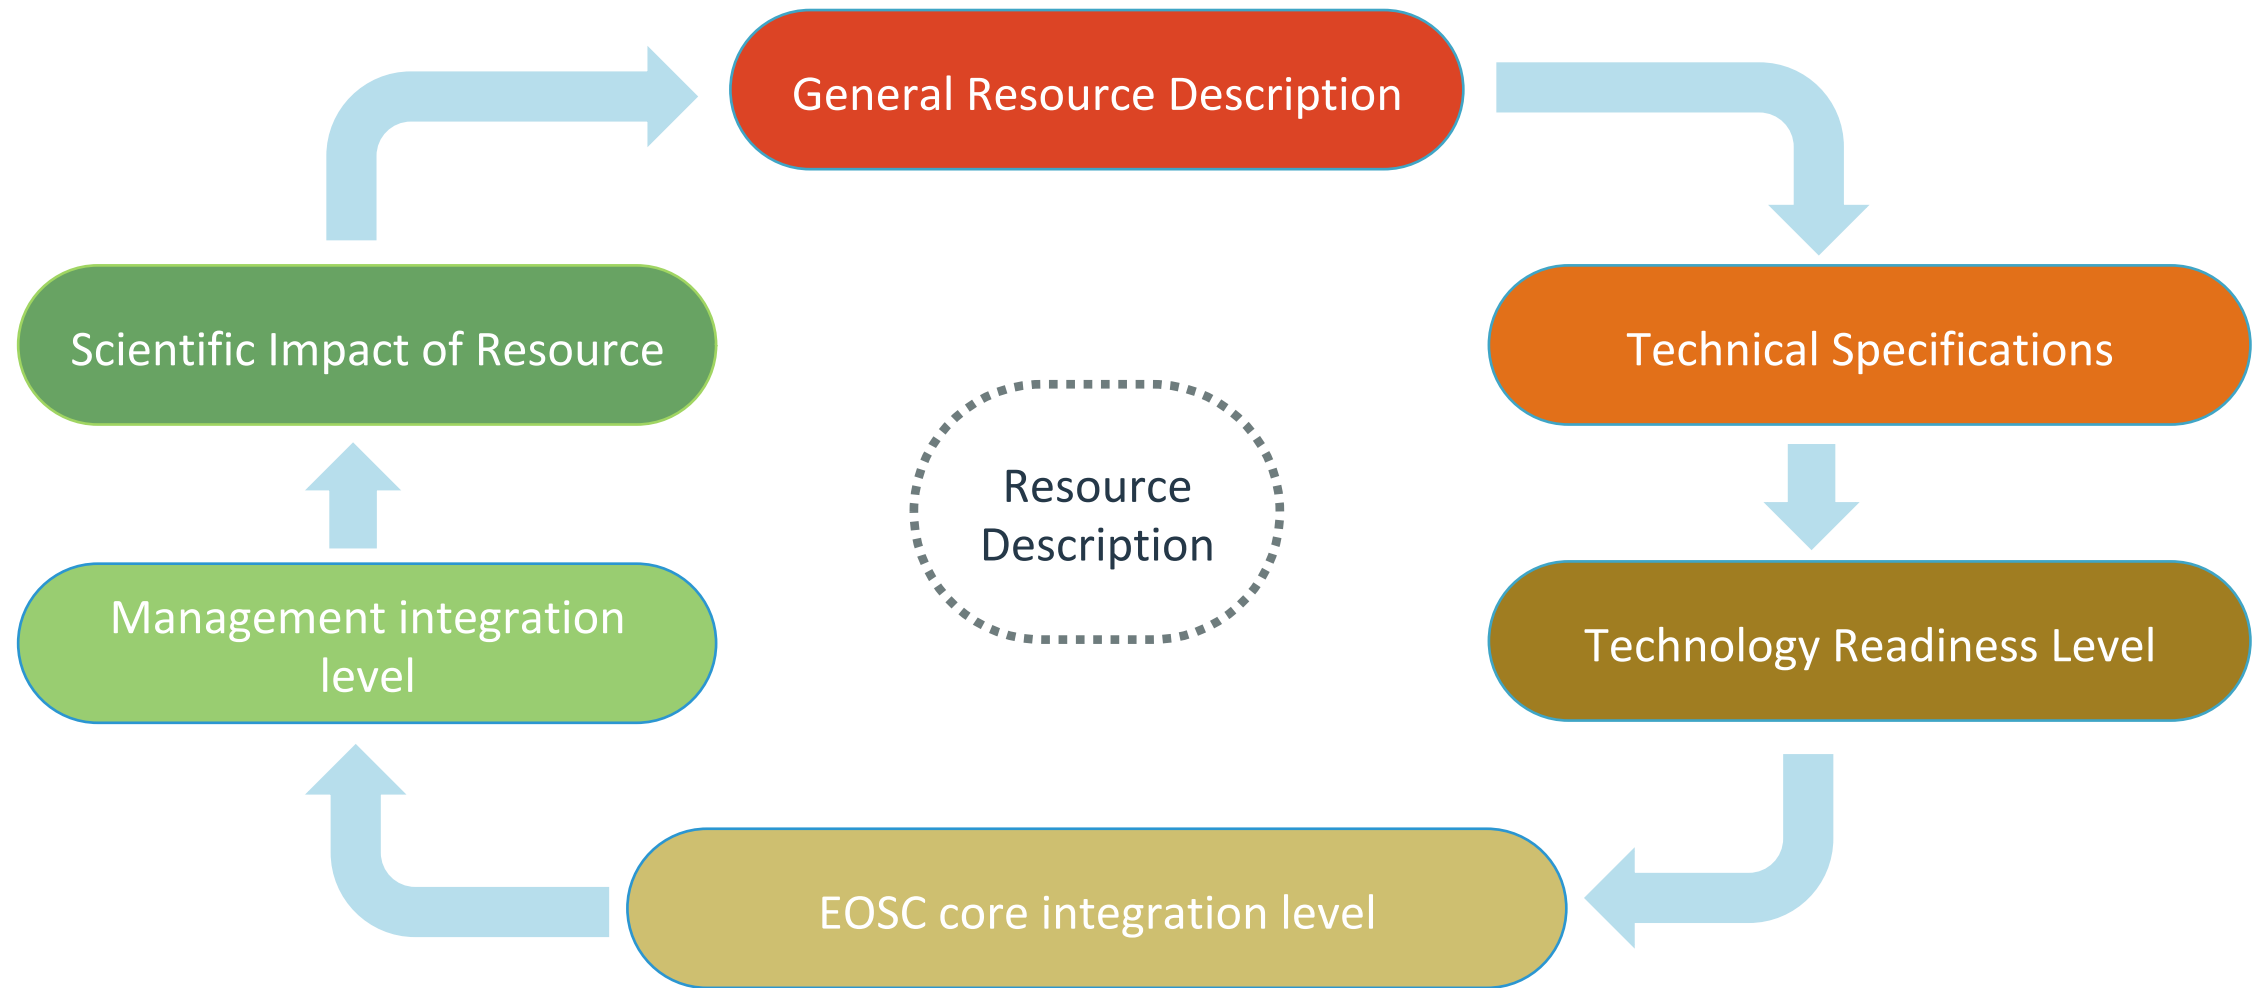 General Resource Description
Scientific Impact of Resource
Technical Specifications
Resource
Description
Management integration
level
Technology Readiness Level
EOSC core integration level